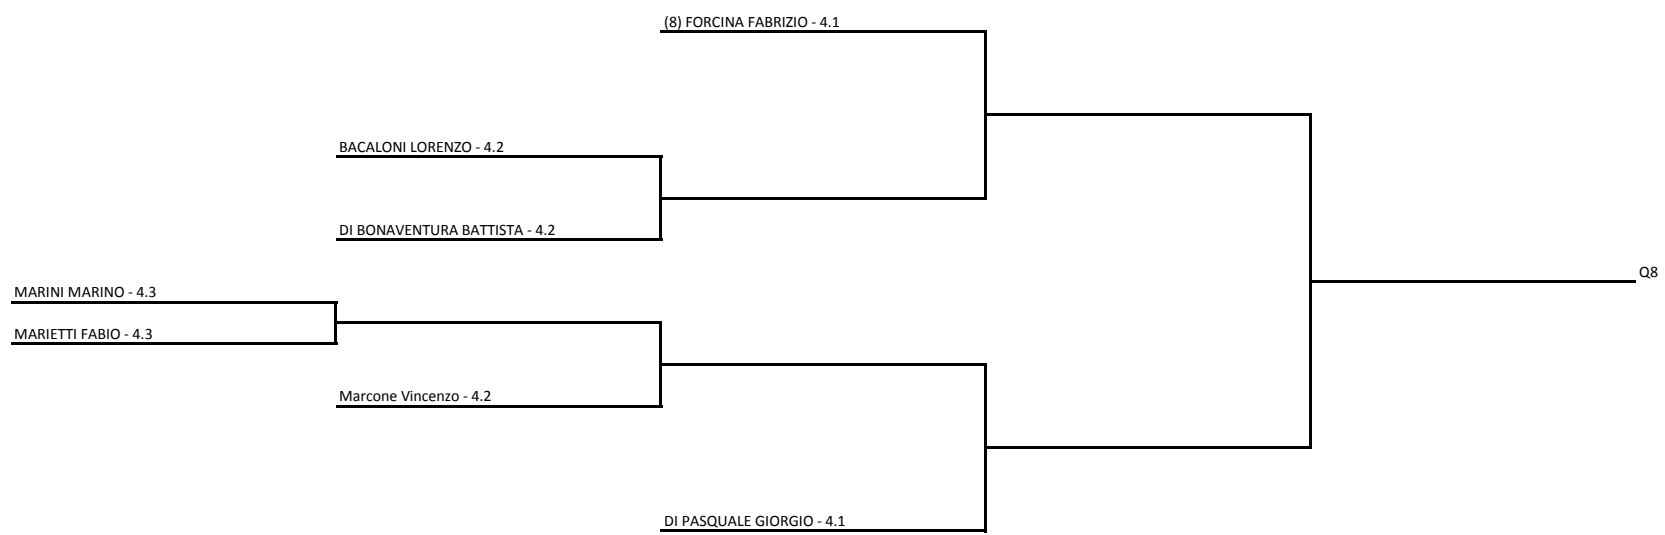 (8) FORCINA FABRIZIO - 4.1
BACALONI LORENZO - 4.2
DI BONAVENTURA BATTISTA - 4.2
Q8
MARINI MARINO - 4.3
MARIETTI FABIO - 4.3
Marcone Vincenzo - 4.2
DI PASQUALE GIORGIO - 4.1